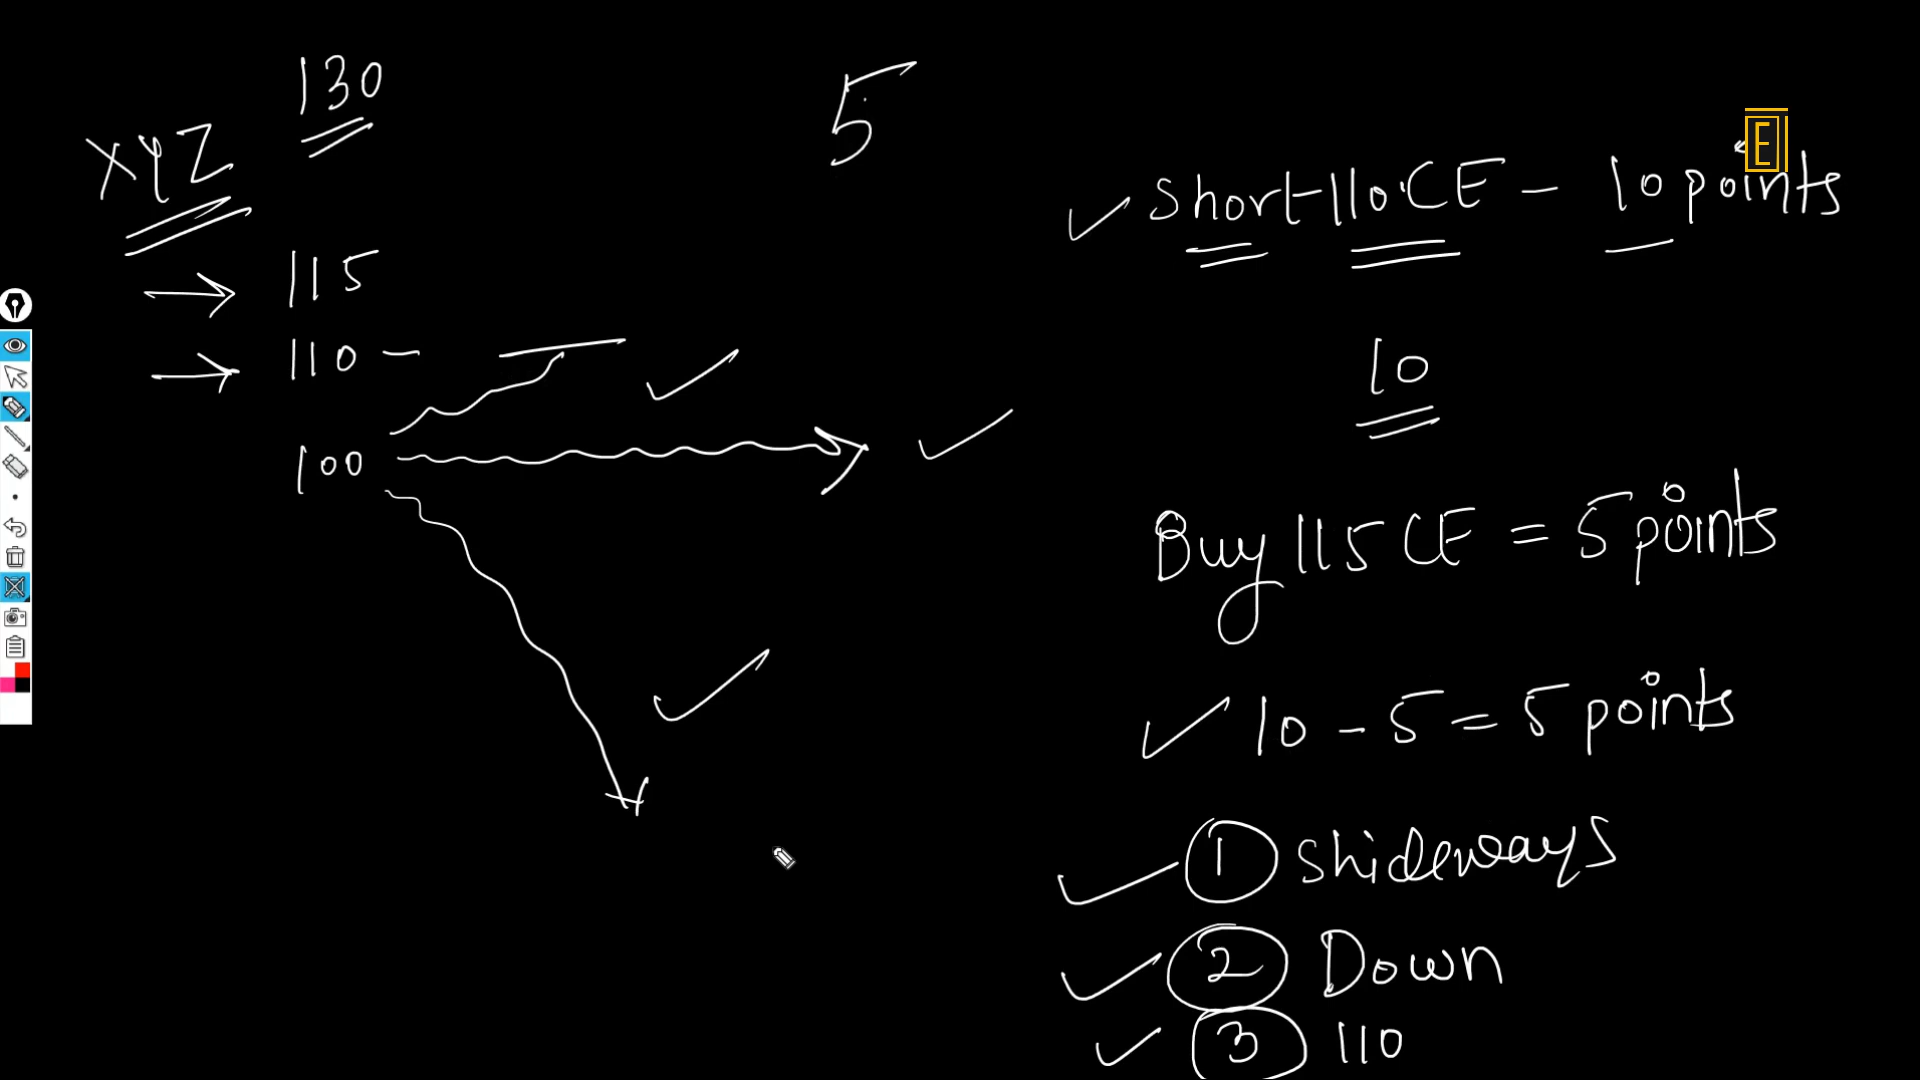 130
XYZ
115
110 -
100
5
E
Short 110 CE - 10 points
10
Buy 115 CE = 5 points
10 - 5 = 5 points
1 Shideways
2 Down
3 110